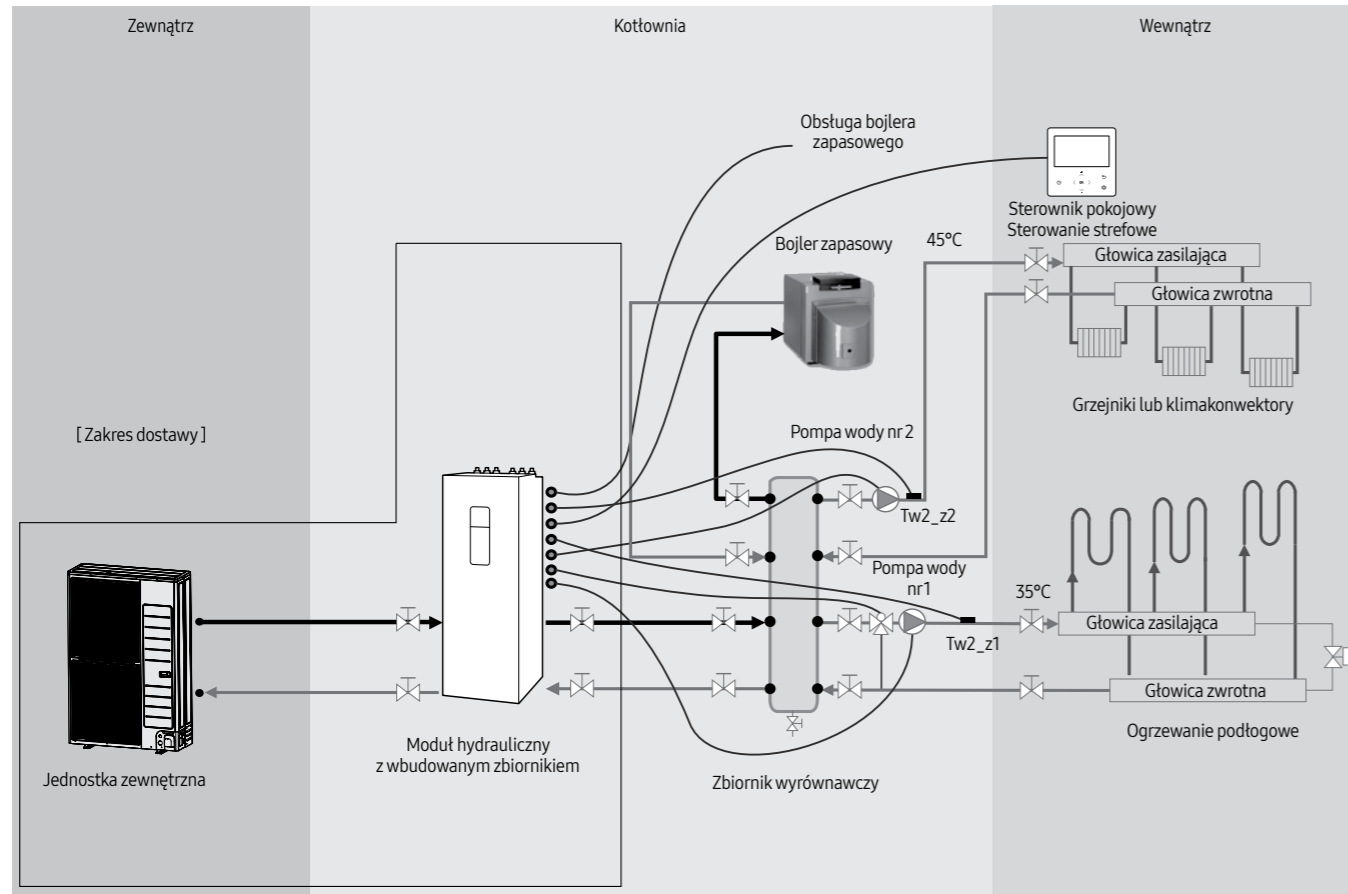 Zewnątrz
Kotłownia
Wewnątrz
Obsługa bojlera
zapasowego
Sterownik pokojowy
Sterowanie strefowe
Bojler zapasowy
45°C
Głowica zasilająca
Głowica zwrotna
Grzejniki lub klimakonwektory
[ Zakres dostawy ]
Pompa wody nr 2
Tw2_z2
Pompa wody
nr1
35°C
Tw2_z1
Głowica zasilająca
Głowica zwrotna
Ogrzewanie podłogowe
Moduł hydrauliczny
z wbudowanym zbiornikiem
Jednostka zewnętrzna
Zbiornik wyrównawczy